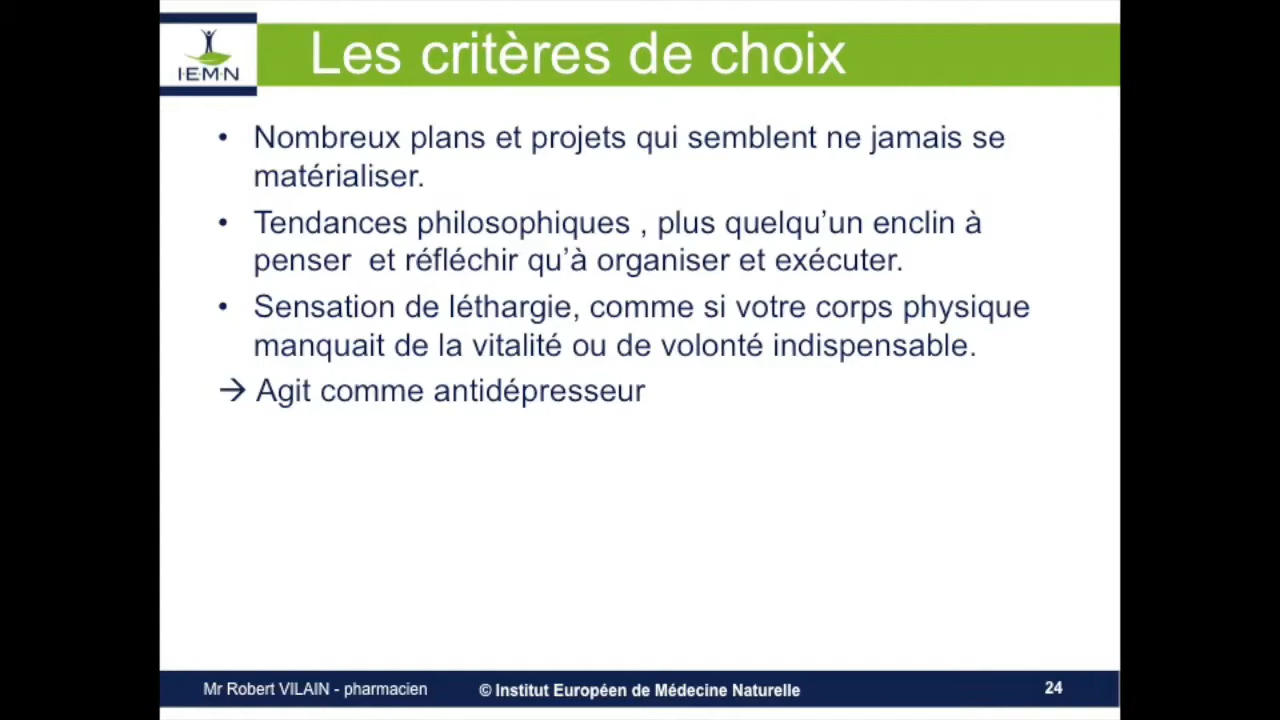 I·E·M·N
Les critères de choix
• Nombreux plans et projets qui semblent ne jamais se
matérialiser.
• Tendances philosophiques , plus quelqu’un enclin à
penser  et réfléchir qu’à organiser et exécuter.
• Sensation de léthargie, comme si votre corps physique
manquait de la vitalité ou de volonté indispensable.
→ Agit comme antidépresseur
Mr Robert VILAIN - pharmacien © Institut Européen de Médecine Naturelle 24